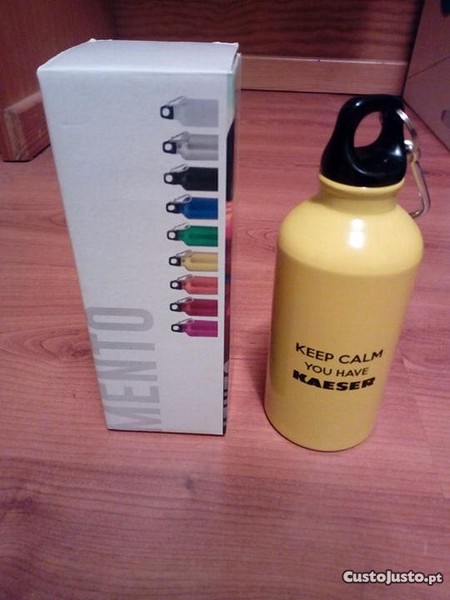 MENTO
KEEP CALM
YOU HAVE
KAESER
CustoJusto.pt